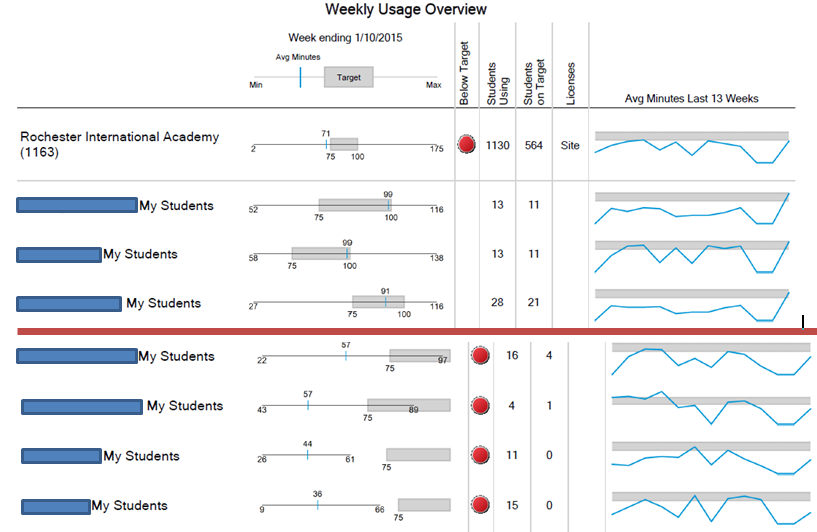 Weekly Usage Overview
Week ending 1/10/2015
Avg Minutes
Min Target Max
Below Target
Students Using
Students on Target
Licenses
Avg Minutes Last 13 Weeks
Rochester International Academy
(1163)
71
2 75 100 175
1130 564 Site
My Students
99
52 75 100 116
13 11
My Students
99
58 75 100 138
13 11
My Students
91
27 75 100 116
28 21
My Students
57
22 75 97
16 4
My Students
57
43 75 89
4 1
My Students
44
26 61 75
11 0
My Students
36
9 66 75
15 0